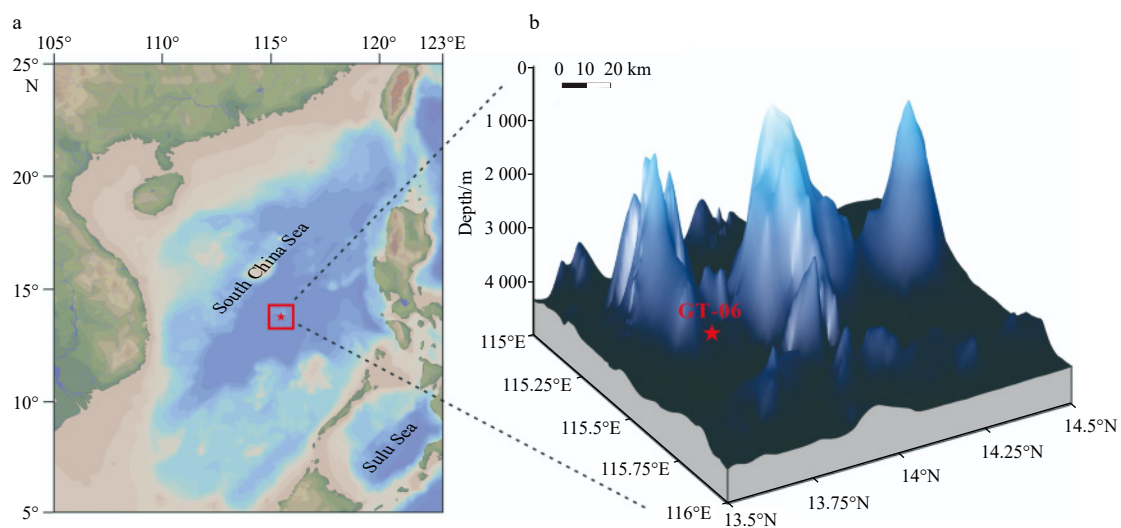 a
105°
110°
115°
120°
123°E
25°
N
20°
15°
10°
5°
South China Sea
Sulu Sea
b
0 10 20 km
Depth/m
0
1 000
2 000
3 000
4 000
GT-06
115°E
115.25°E
115.5°E
115.75°E
116°E
13.5°N
13.75°N
14°N
14.25°N
14.5°N